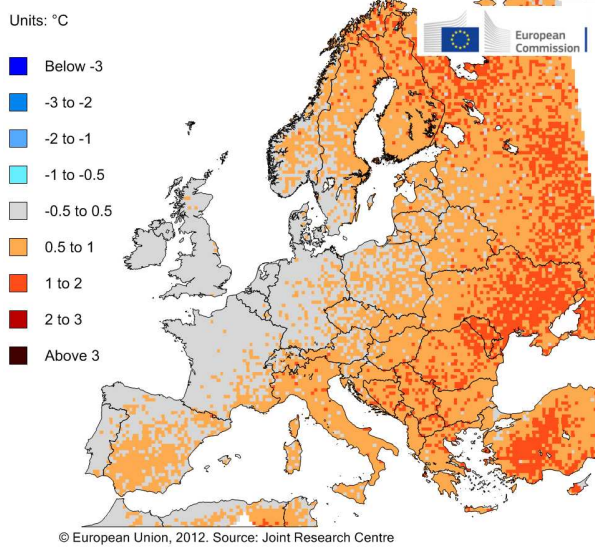 Units: °C
European
Commission
Below -3
-3 to -2
-2 to -1
-1 to -0.5
-0.5 to 0.5
0.5 to 1
1 to 2
2 to 3
Above 3
© European Union, 2012. Source: Joint Research Centre